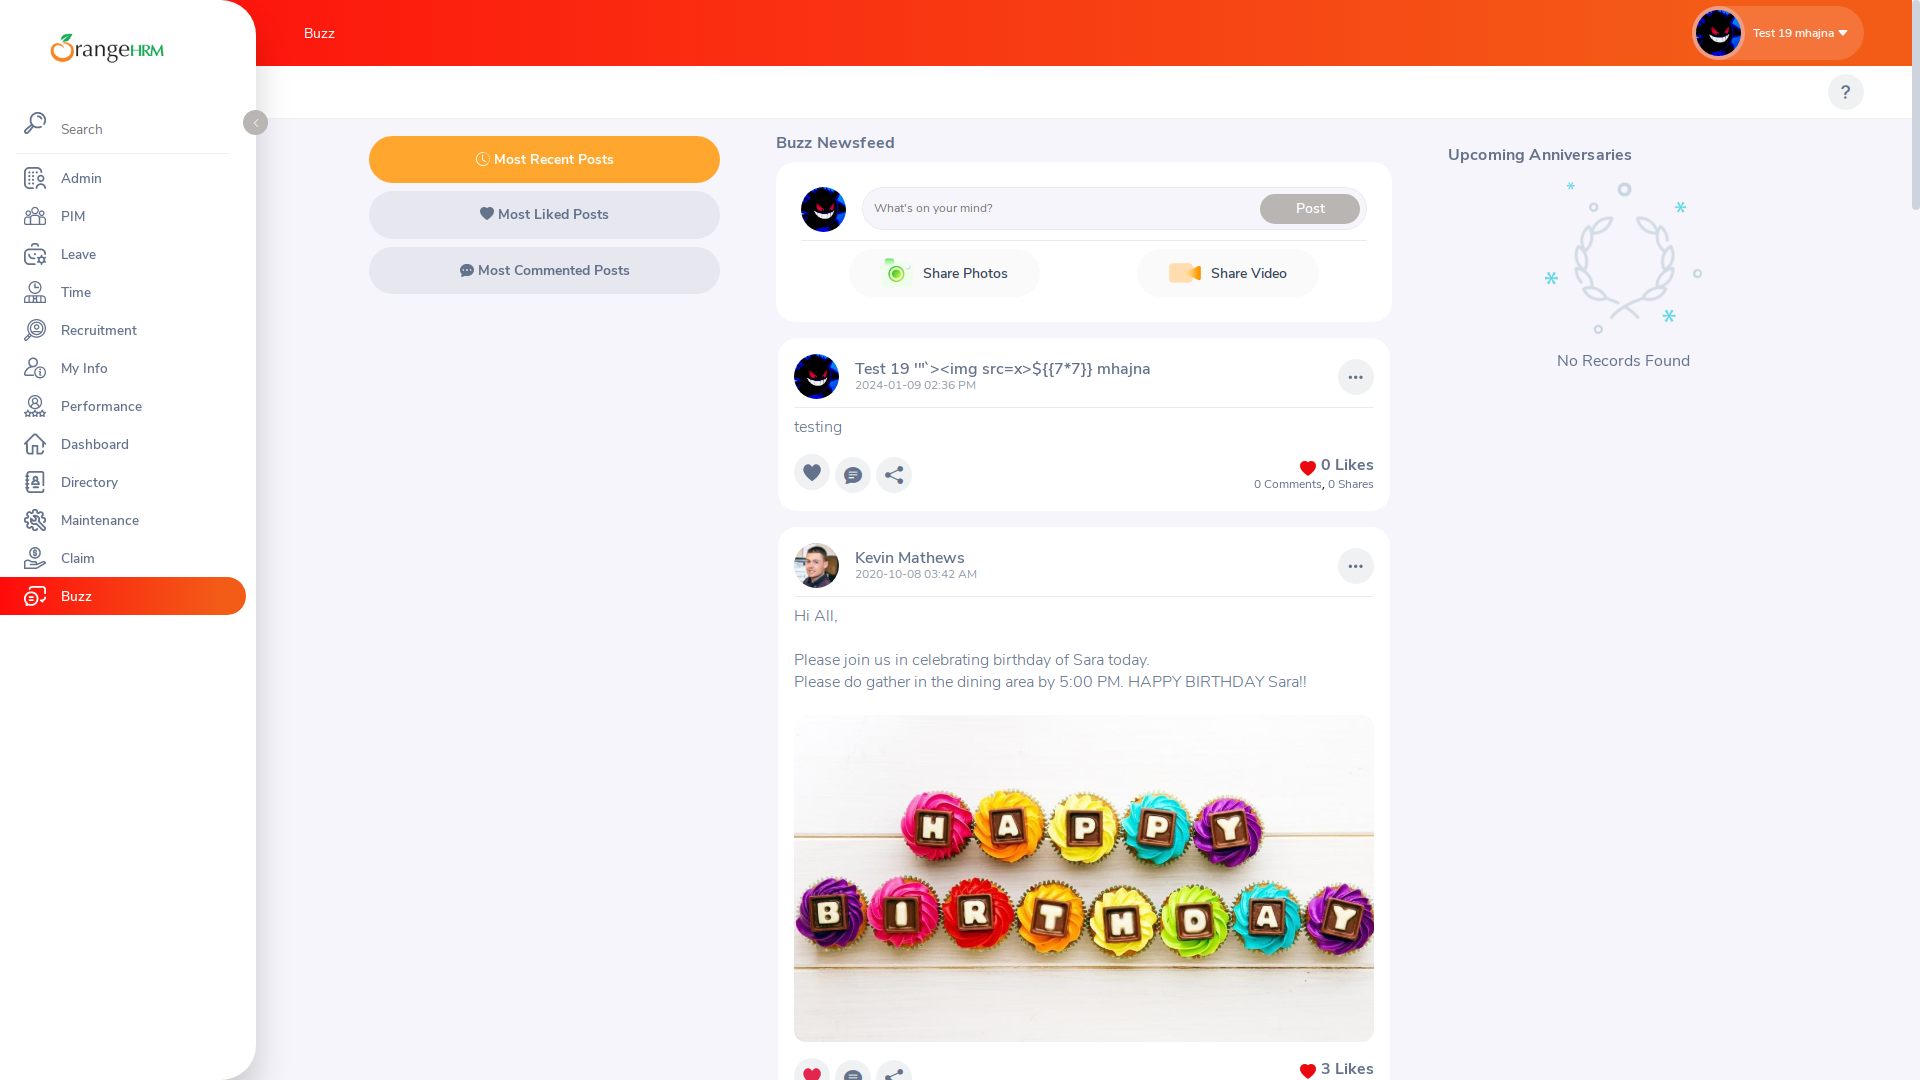 OrangeHRM
Search
Admin
PIM
Leave
Time
Recruitment
My Info
Performance
Dashboard
Directory
Maintenance
Claim
Buzz
Buzz
Test 19 mhajna
?
Most Recent Posts
Most Liked Posts
Most Commented Posts
Buzz Newsfeed
What's on your mind?
Post
Share Photos
Share Video
Test 19 '"`><img src=x>${{7*7}} mhajna
2024-01-09 02:36 PM
testing
0 Likes
0 Comments, 0 Shares
Kevin Mathews
2020-10-08 03:42 AM
Hi All,
Please join us in celebrating birthday of Sara today.
Please do gather in the dining area by 5:00 PM. HAPPY BIRTHDAY Sara!!
HAPPY
BIRTHDAY
3 Likes
Upcoming Anniversaries
No Records Found